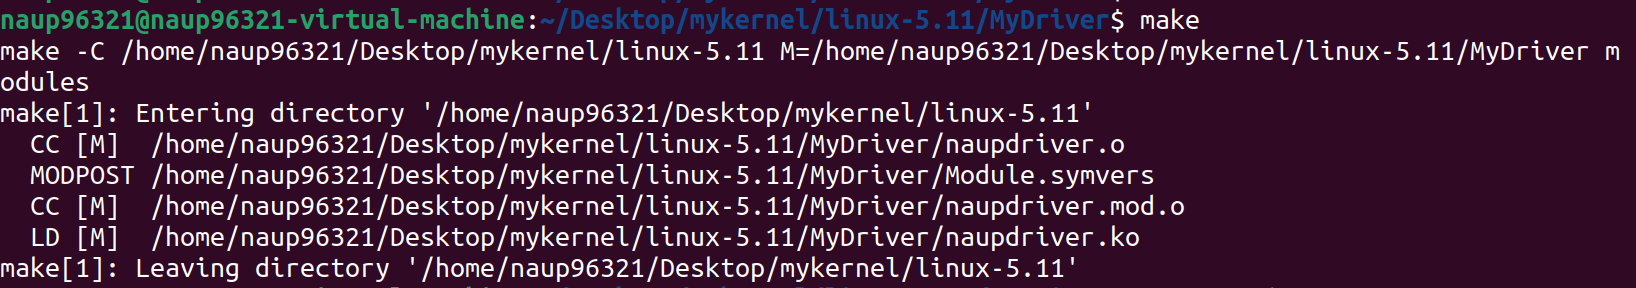 naup96321@naup96321-virtual-machine:~/Desktop/mykernel/linux-5.11/MyDriver$ make
make -C /home/naup96321/Desktop/mykernel/linux-5.11 M=/home/naup96321/Desktop/mykernel/linux-5.11/MyDriver m
odules
make[1]: Entering directory '/home/naup96321/Desktop/mykernel/linux-5.11'
  CC [M]  /home/naup96321/Desktop/mykernel/linux-5.11/MyDriver/naupdriver.o
  MODPOST /home/naup96321/Desktop/mykernel/linux-5.11/MyDriver/Module.symvers
  CC [M]  /home/naup96321/Desktop/mykernel/linux-5.11/MyDriver/naupdriver.mod.o
  LD [M]  /home/naup96321/Desktop/mykernel/linux-5.11/MyDriver/naupdriver.ko
make[1]: Leaving directory '/home/naup96321/Desktop/mykernel/linux-5.11'